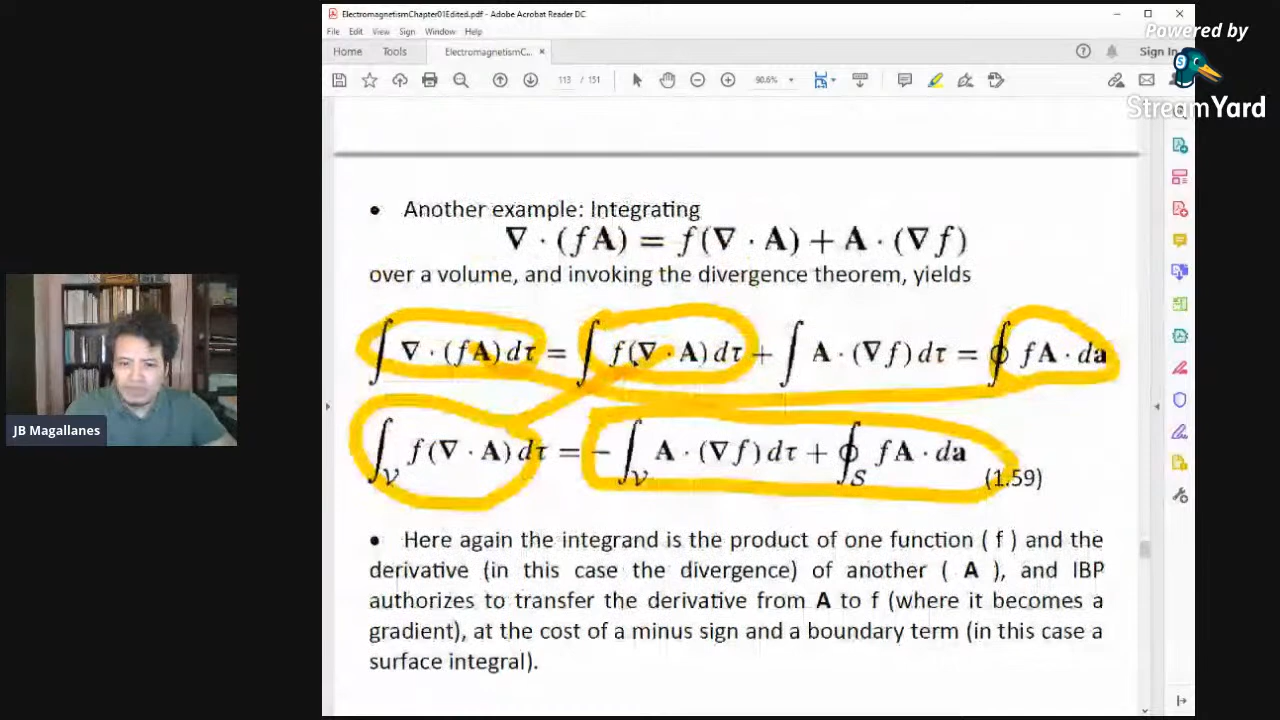 ElectromagnetismChapter01Edited.pdf - Adobe Acrobat Reader DC
File Edit View Sign Window Help
Home Tools ElectromagnetismC... × Sign In
113 / 151 90.6%
Powered by
StreamYard
• Another example: Integrating
∇ · (fA) = f(∇ · A) + A · (∇f)
over a volume, and invoking the divergence theorem, yields
∫ ∇ · (fA) dτ = ∫ f(∇ · A) dτ + ∫ A · (∇f) dτ = ∮ fA · da
∫_V f(∇ · A) dτ = −∫_V A · (∇f) dτ + ∮_S fA · da
(1.59)
• Here again the integrand is the product of one function ( f ) and the
derivative (in this case the divergence) of another ( A ), and IBP
authorizes to transfer the derivative from A to f (where it becomes a
gradient), at the cost of a minus sign and a boundary term (in this case a
surface integral).
JB Magallanes